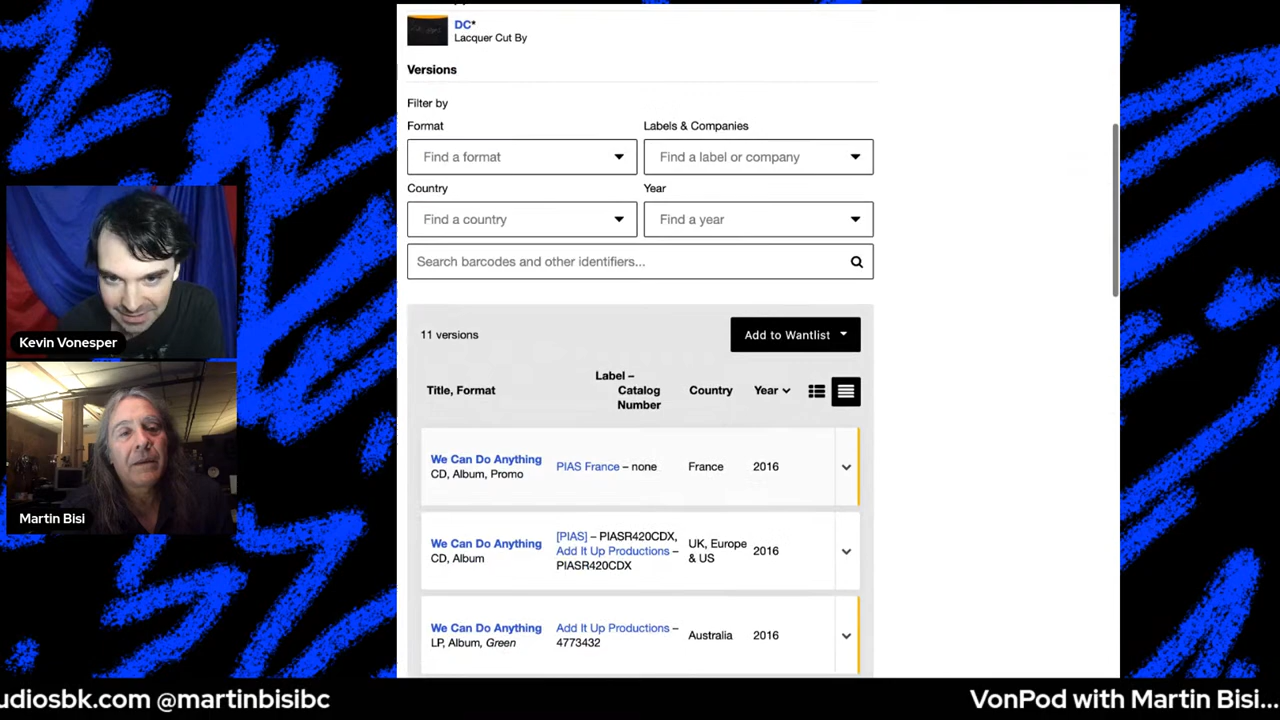 DC*
Lacquer Cut By
Versions
Filter by
Format
Labels & Companies
Find a format
Find a label or company
Country
Year
Find a country
Find a year
Search barcodes and other identifiers...
11 versions
Add to Wantlist
Title, Format
Label –
Catalog
Number
Country
Year
We Can Do Anything
CD, Album, Promo
PIAS France – none
France
2016
We Can Do Anything
CD, Album
[PIAS] – PIASR420CDX,
Add It Up Productions –
PIASR420CDX
UK, Europe
& US
2016
We Can Do Anything
LP, Album, Green
Add It Up Productions –
4773432
Australia
2016
Kevin Vonesper
Martin Bisi
udiosbk.com @martinbisibc
VonPod with Martin Bisi...